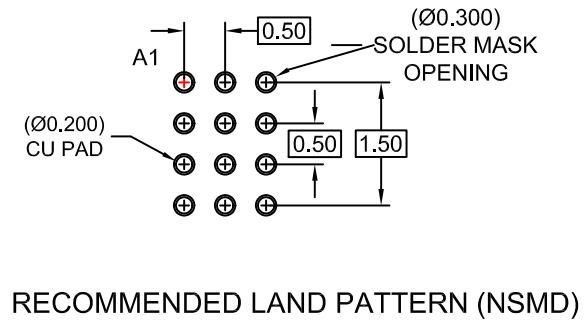 (Ø0.300)
SOLDER MASK
OPENING
0.50
A1
(Ø0.200)
CU PAD
0.50
1.50
RECOMMENDED LAND PATTERN (NSMD)